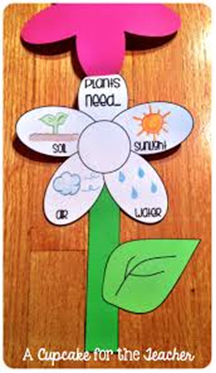 Plants
Need...
Soil
Sunlight
Air
Water
A Cupcake for the Teacher